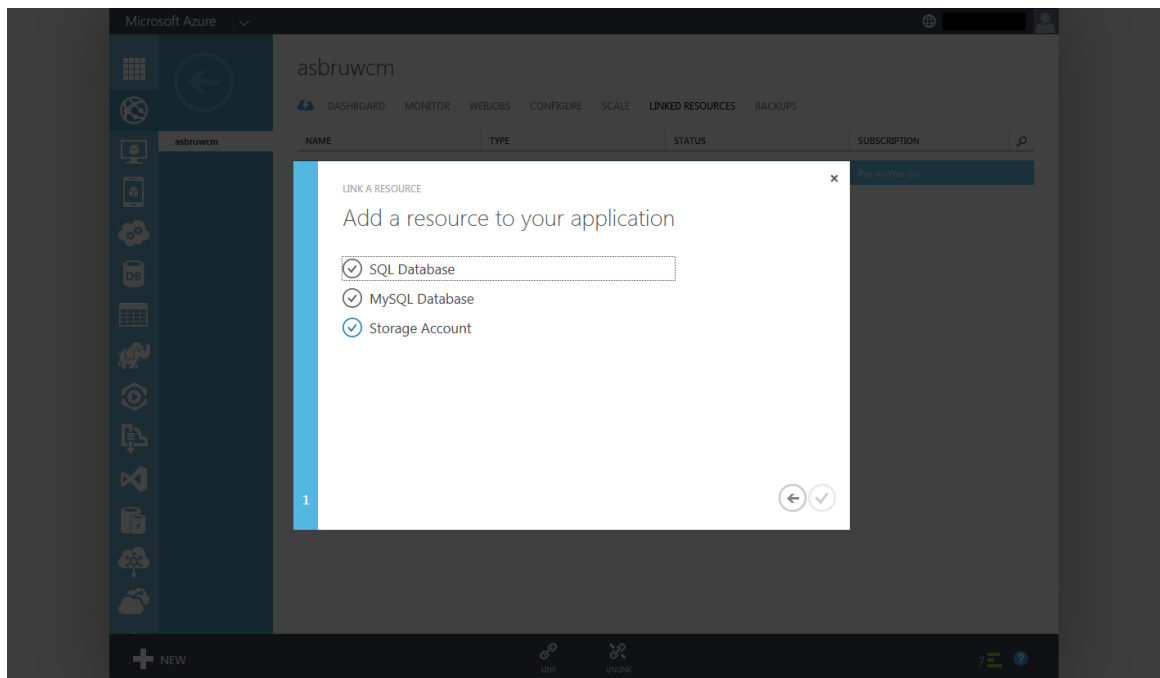 Microsoft Azure
asbruwcm
DASHBOARD MONITOR WEBJOBS CONFIGURE SCALE LINKED RESOURCES BACKUPS
asbruwcm
NAME TYPE STATUS SUBSCRIPTION
Pay-As-You-Go
LINK A RESOURCE
Add a resource to your application
SQL Database
MySQL Database
Storage Account
DB
1
NEW
LINK
UNLINK
7
?